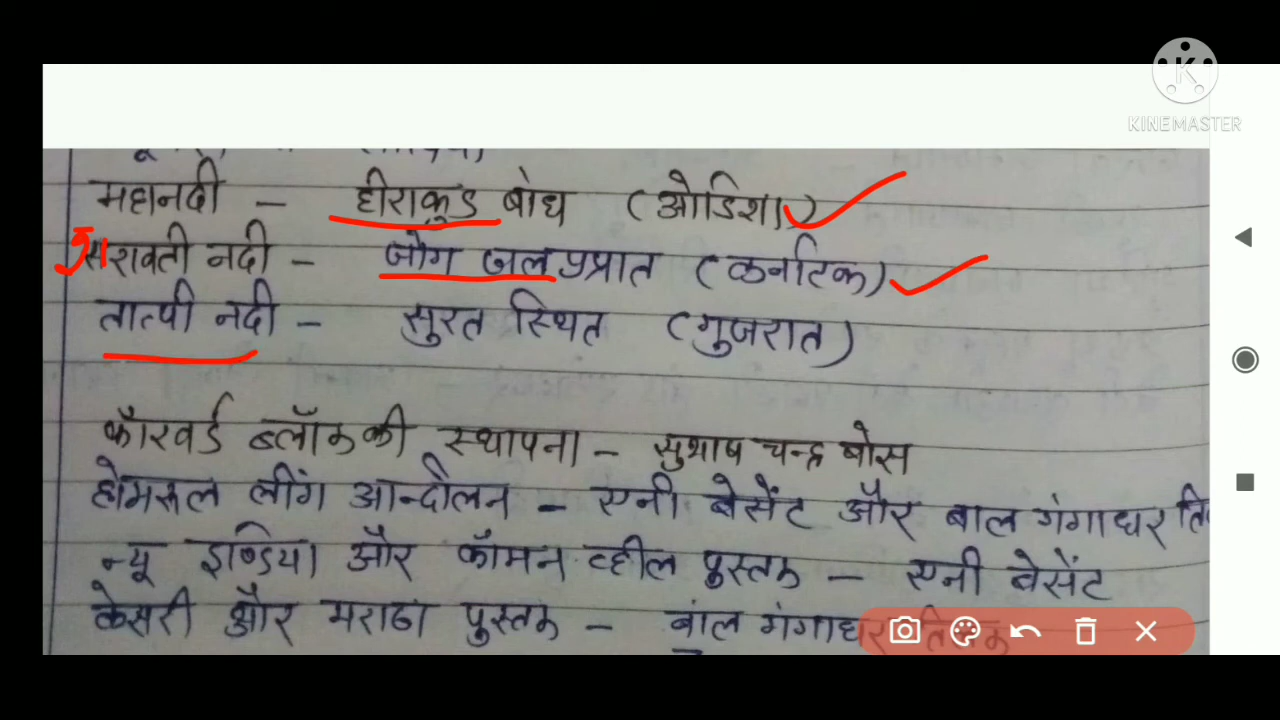 KINEMASTER
महानदी - हीराकुड बांध (ओडिशा)
सरावती नदी - जोग जलप्रप्रात (कर्नाटक)
ताप्पी नदी - सुरत स्थित (गुजरात)
फॉरवर्ड ब्लॉक की स्थापना - सुभाष चन्द्र बोस
होमरूल लींग आन्दोलन - एनी बेसेंट और बाल गंगाधर
न्यू इण्डिया और कॉमन व्हील पुस्तक - एनी बेसेंट
केसरी और मराठा पुस्तक - बाल गंगाधर